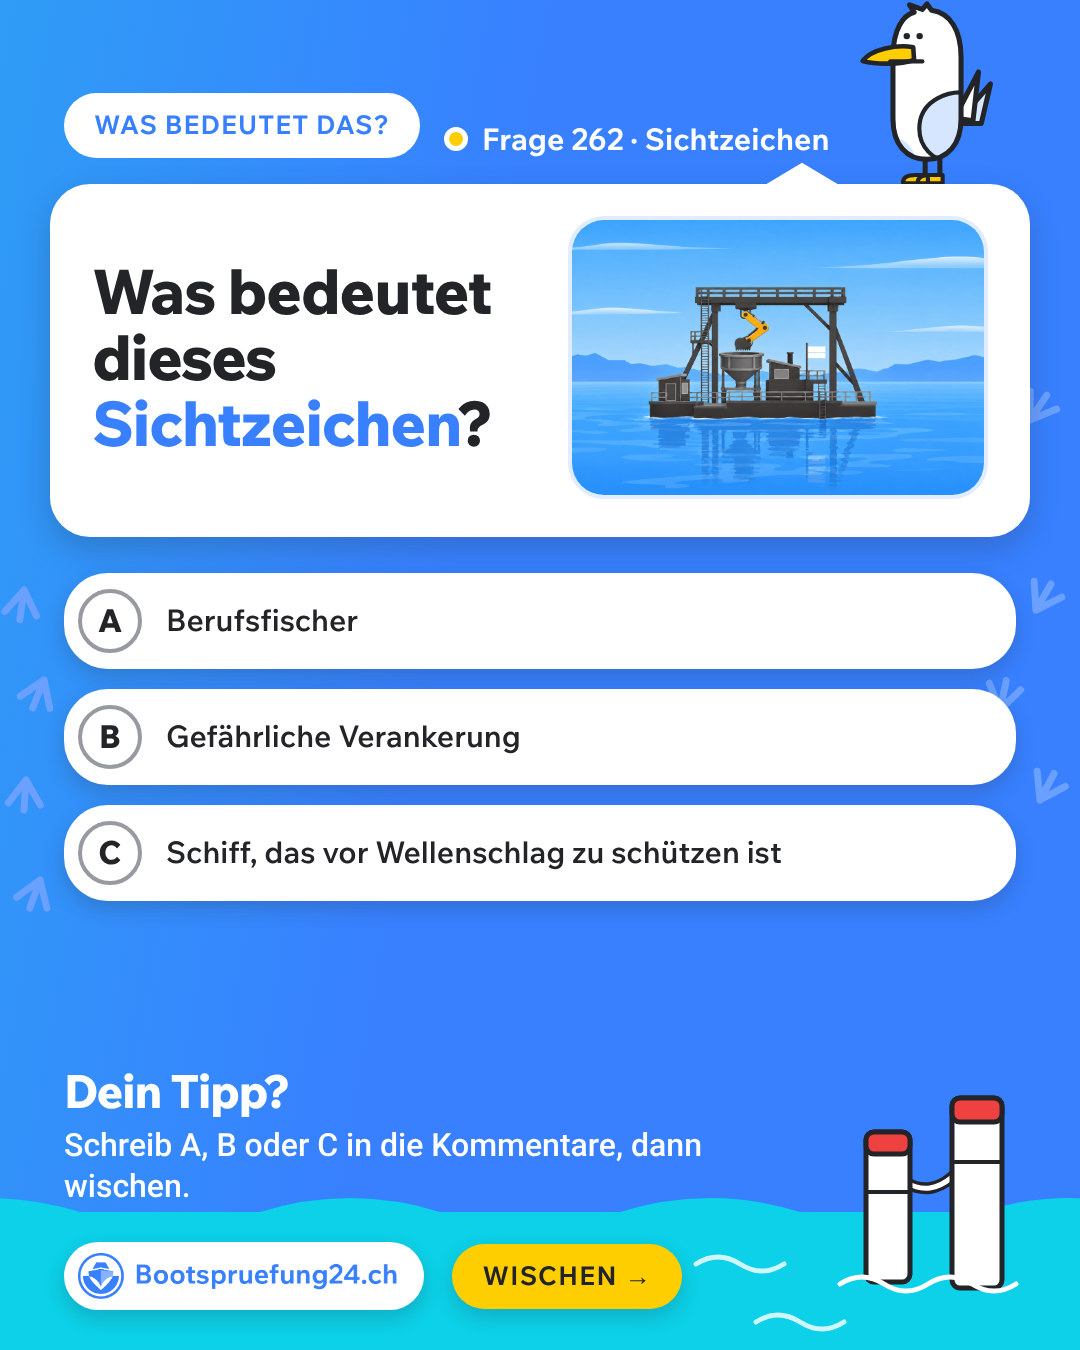 WAS BEDEUTET DAS?
Frage 262 · Sichtzeichen
Was bedeutet
dieses
Sichtzeichen?
A Berufsfischer
B Gefährliche Verankerung
C Schiff, das vor Wellenschlag zu schützen ist
Dein Tipp?
Schreib A, B oder C in die Kommentare, dann
wischen.
Bootspruefung24.ch
WISCHEN →